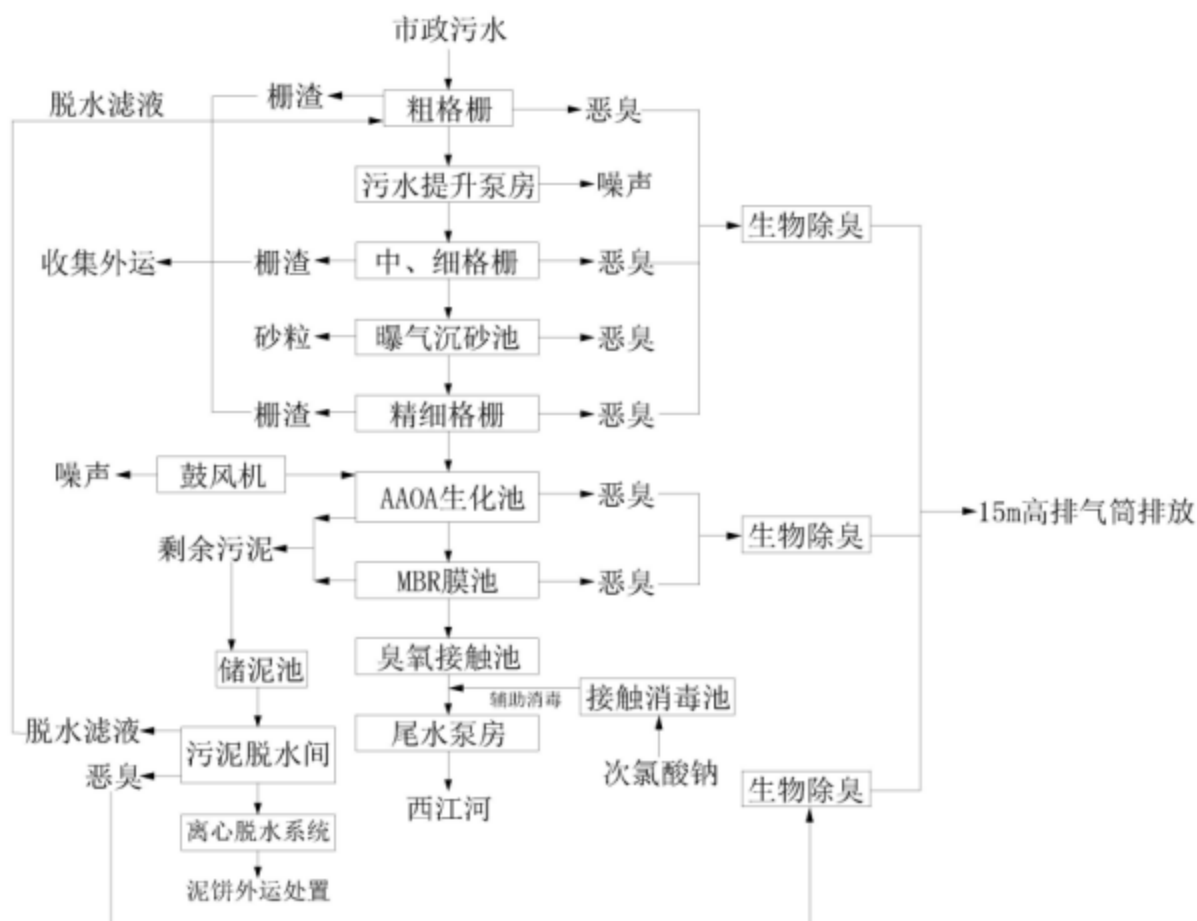 市政污水
脱水滤液
栅渣
粗格栅
恶臭
污水提升泵房
噪声
生物除臭
收集外运
栅渣
中、细格栅
恶臭
砂粒
曝气沉砂池
恶臭
栅渣
精细格栅
恶臭
噪声
鼓风机
AAOA生化池
恶臭
15m高排气筒排放
生物除臭
剩余污泥
MBR膜池
恶臭
臭氧接触池
储泥池
辅助消毒
接触消毒池
脱水滤液
污泥脱水间
尾水泵房
恶臭
次氯酸钠
生物除臭
西江河
离心脱水系统
泥饼外运处置